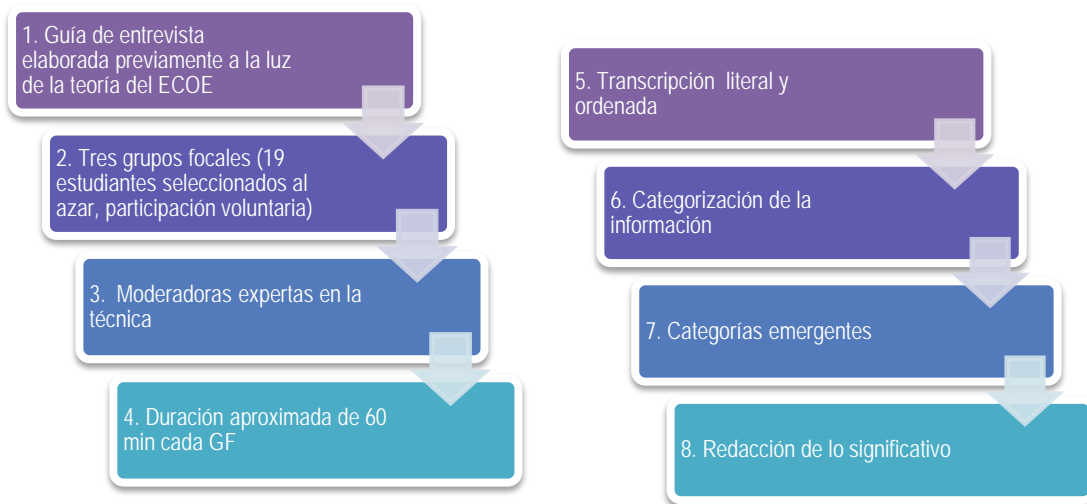 1. Guía de entrevista
elaborada previamente a la luz
de la teoría del ECOE
2. Tres grupos focales (19
estudiantes seleccionados al
azar, participación voluntaria)
3. Moderadoras expertas en la
técnica
4. Duración aproximada de 60
min cada GF
5. Transcripción literal y
ordenada
6. Categorización de la
información
7. Categorías emergentes
8. Redacción de lo significativo